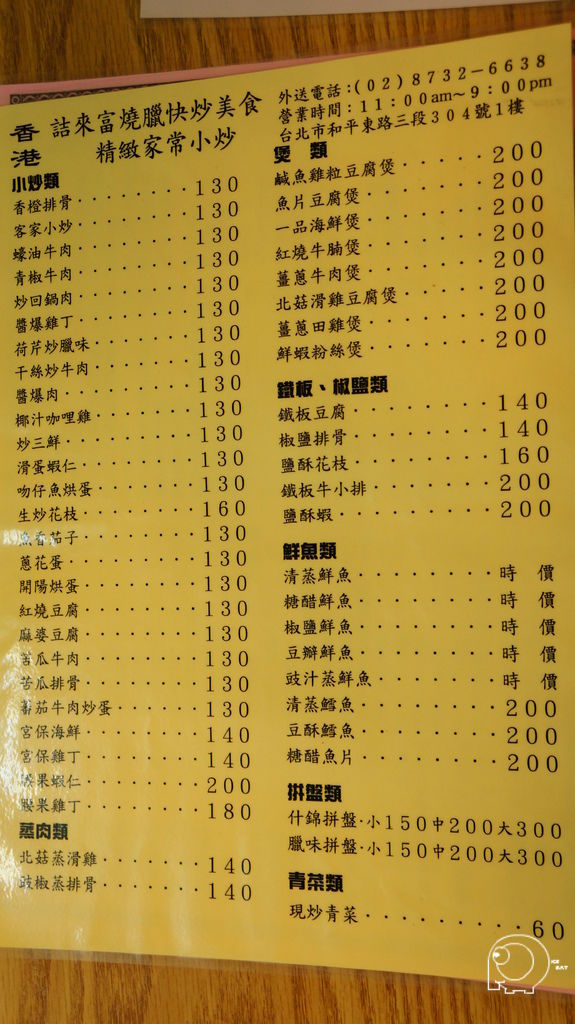 香港 詰來富燒臘快炒美食
精緻家常小炒
外送電話:(02)8732-6638
營業時間:11:00am~9:00pm
台北市和平東路三段304號1樓
小炒類
香橙排骨········130
客家小炒········130
蠔油牛肉········130
青椒牛肉········130
炒回鍋肉········130
醬爆雞丁········130
荷芹炒臘味·······130
干絲炒牛肉·······130
醬爆肉·········130
椰汁咖哩雞·······130
炒三鮮·········130
滑蛋蝦仁········130
吻仔魚烘蛋·······130
生炒花枝········160
魚香茄子········130
蔥花蛋·········130
開陽烘蛋········130
紅燒豆腐········130
麻婆豆腐········130
苦瓜牛肉········130
苦瓜排骨········130
蕃茄牛肉炒蛋······130
宮保海鮮········140
宮保雞丁········140
腰果蝦仁········200
腰果雞丁········180
蒸肉類
北菇蒸滑雞·······140
豉椒蒸排骨·······140
煲 類
鹹魚雞粒豆腐煲·····200
魚片豆腐煲·······200
一品海鮮煲·······200
紅燒牛腩煲·······200
薑蔥牛肉煲·······200
北菇滑雞豆腐煲·····200
薑蔥田雞煲·······200
鮮蝦粉絲煲·······200
鐵板、椒鹽類
鐵板豆腐········140
椒鹽排骨········140
鹽酥花枝········160
鐵板牛小排·······200
鹽酥蝦·········200
鮮魚類
清蒸鮮魚········時 價
糖醋鮮魚········時 價
椒鹽鮮魚········時 價
豆瓣鮮魚········時 價
豉汁蒸鮮魚·······時 價
清蒸鱈魚········200
豆酥鱈魚········200
糖醋魚片········200
拼盤類
什錦拼盤·小150中200大300
臘味拼盤·小150中200大300
青菜類
現炒青菜·········60
ICE
BAT